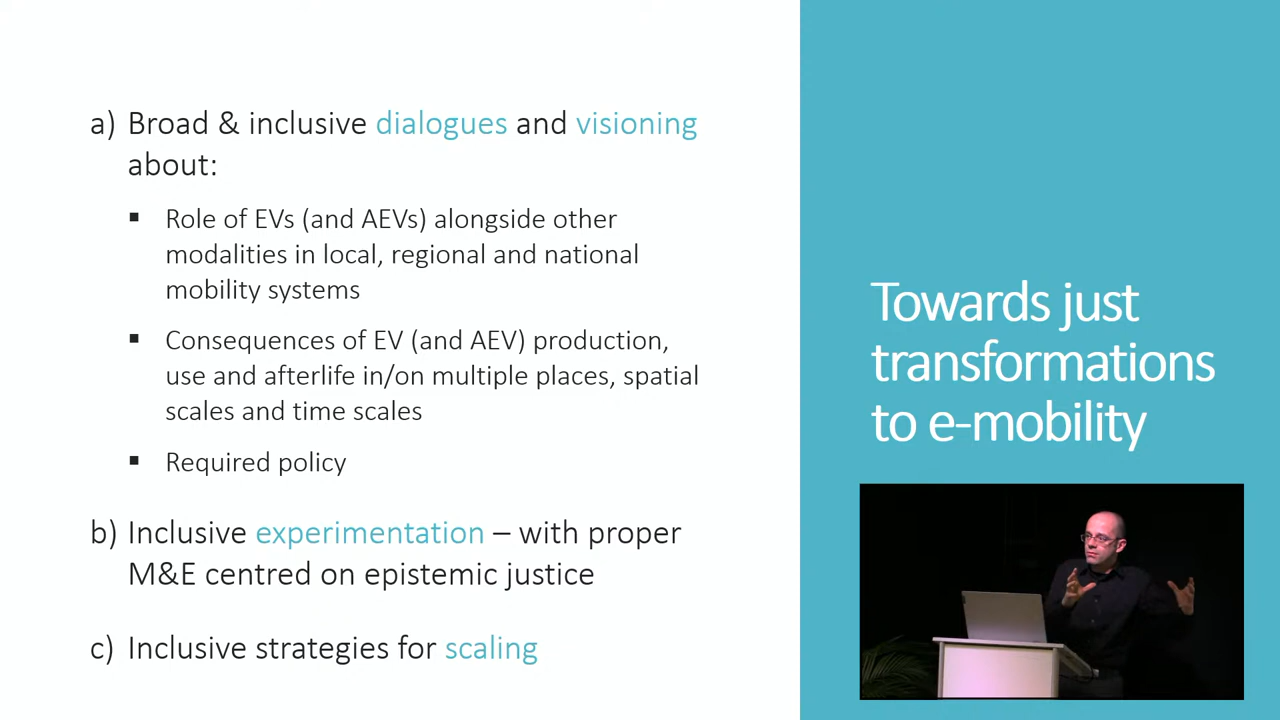 a) Broad & inclusive dialogues and visioning
about:
▪ Role of EVs (and AEVs) alongside other
modalities in local, regional and national
mobility systems
▪ Consequences of EV (and AEV) production,
use and afterlife in/on multiple places, spatial
scales and time scales
▪ Required policy
b) Inclusive experimentation – with proper
M&E centred on epistemic justice
c) Inclusive strategies for scaling
Towards just
transformations
to e-mobility